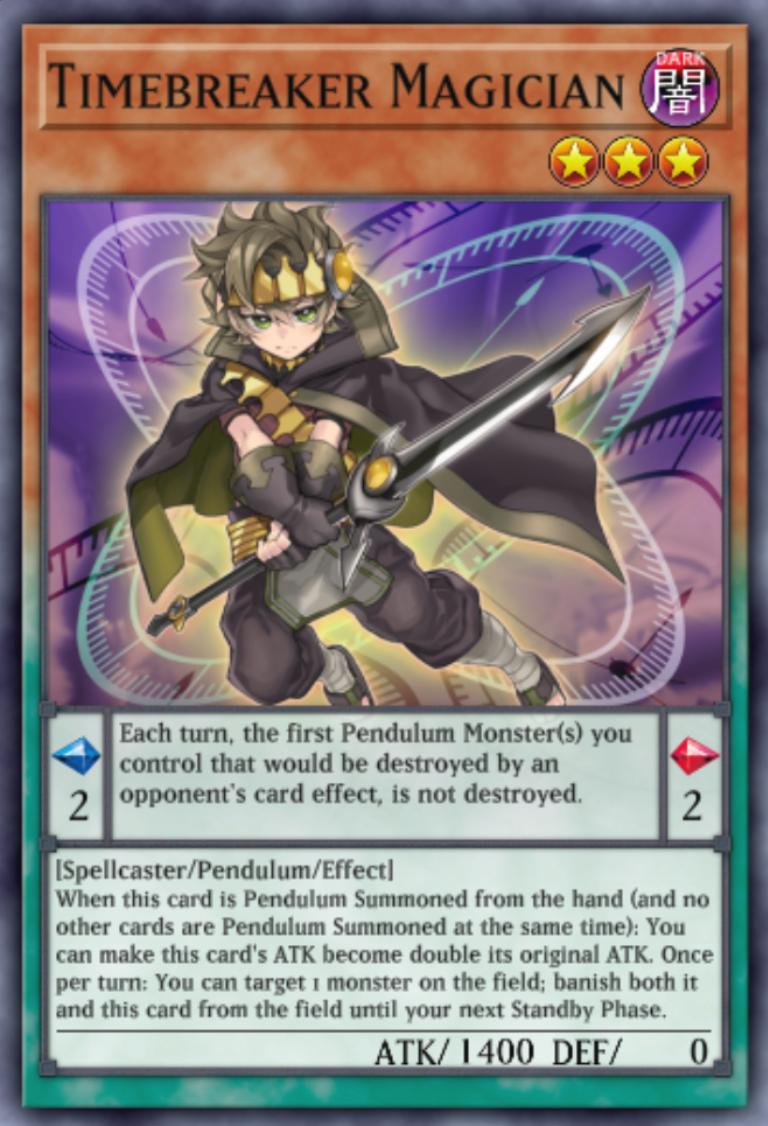 TIMEBREAKER MAGICIAN
DARK
闇
Each turn, the first Pendulum Monster(s) you
control that would be destroyed by an
opponent's card effect, is not destroyed.
2
2
[Spellcaster/Pendulum/Effect]
When this card is Pendulum Summoned from the hand (and no
other cards are Pendulum Summoned at the same time): You
can make this card's ATK become double its original ATK. Once
per turn: You can target 1 monster on the field; banish both it
and this card from the field until your next Standby Phase.
ATK/ 1400 DEF/ 0